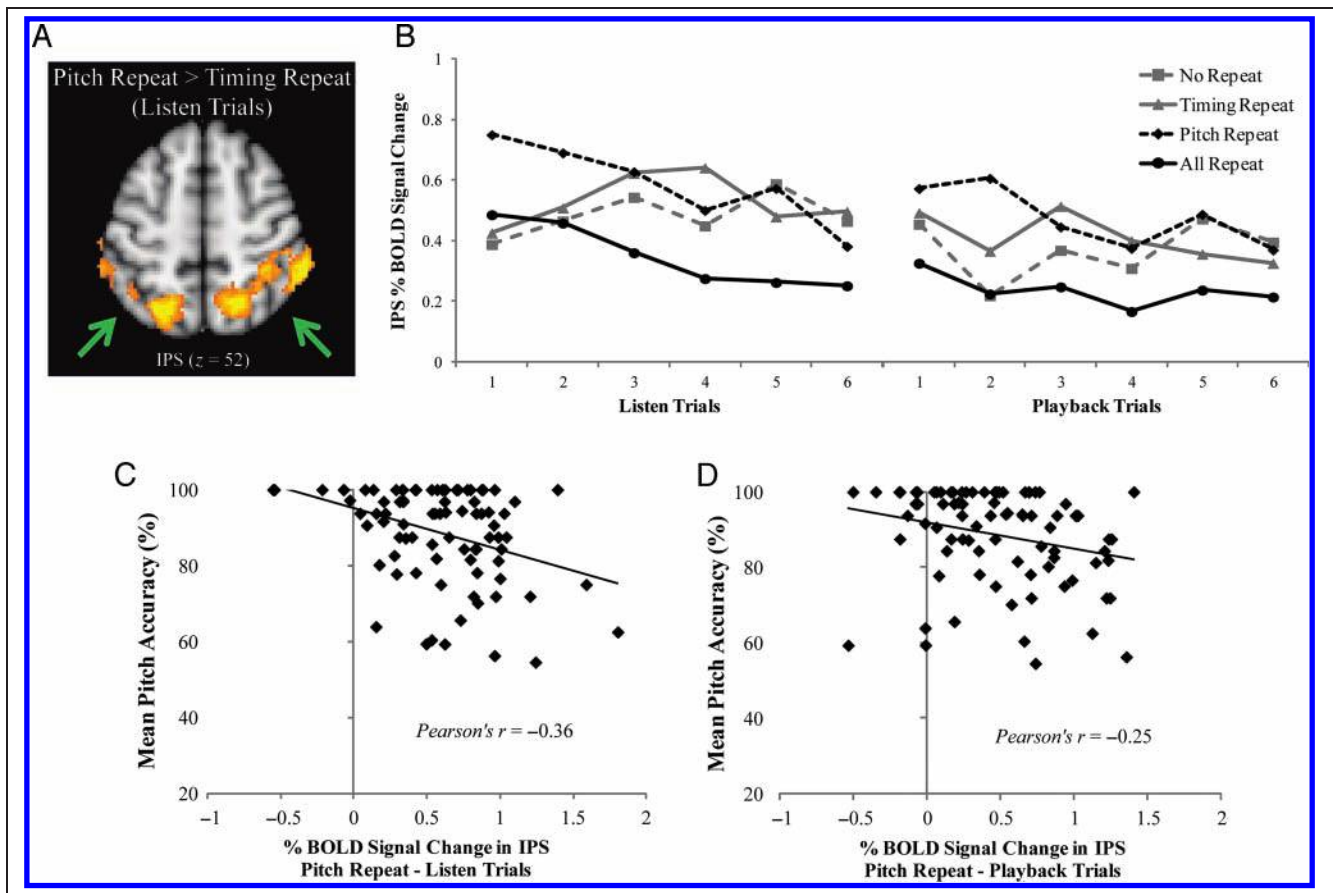 A
Pitch Repeat > Timing Repeat
(Listen Trials)
IPS (z = 52)
B
IPS % BOLD Signal Change
1
0.8
0.6
0.4
0.2
0
No Repeat
Timing Repeat
Pitch Repeat
All Repeat
1 2 3 4 5 6 1 2 3 4 5 6
Listen Trials Playback Trials
C
Mean Pitch Accuracy (%)
100
80
60
40
20
Pearson's r = −0.36
−1 −0.5 0 0.5 1 1.5 2
% BOLD Signal Change in IPS
Pitch Repeat - Listen Trials
D
Mean Pitch Accuracy (%)
100
80
60
40
20
Pearson's r = −0.25
−1 −0.5 0 0.5 1 1.5 2
% BOLD Signal Change in IPS
Pitch Repeat - Playback Trials